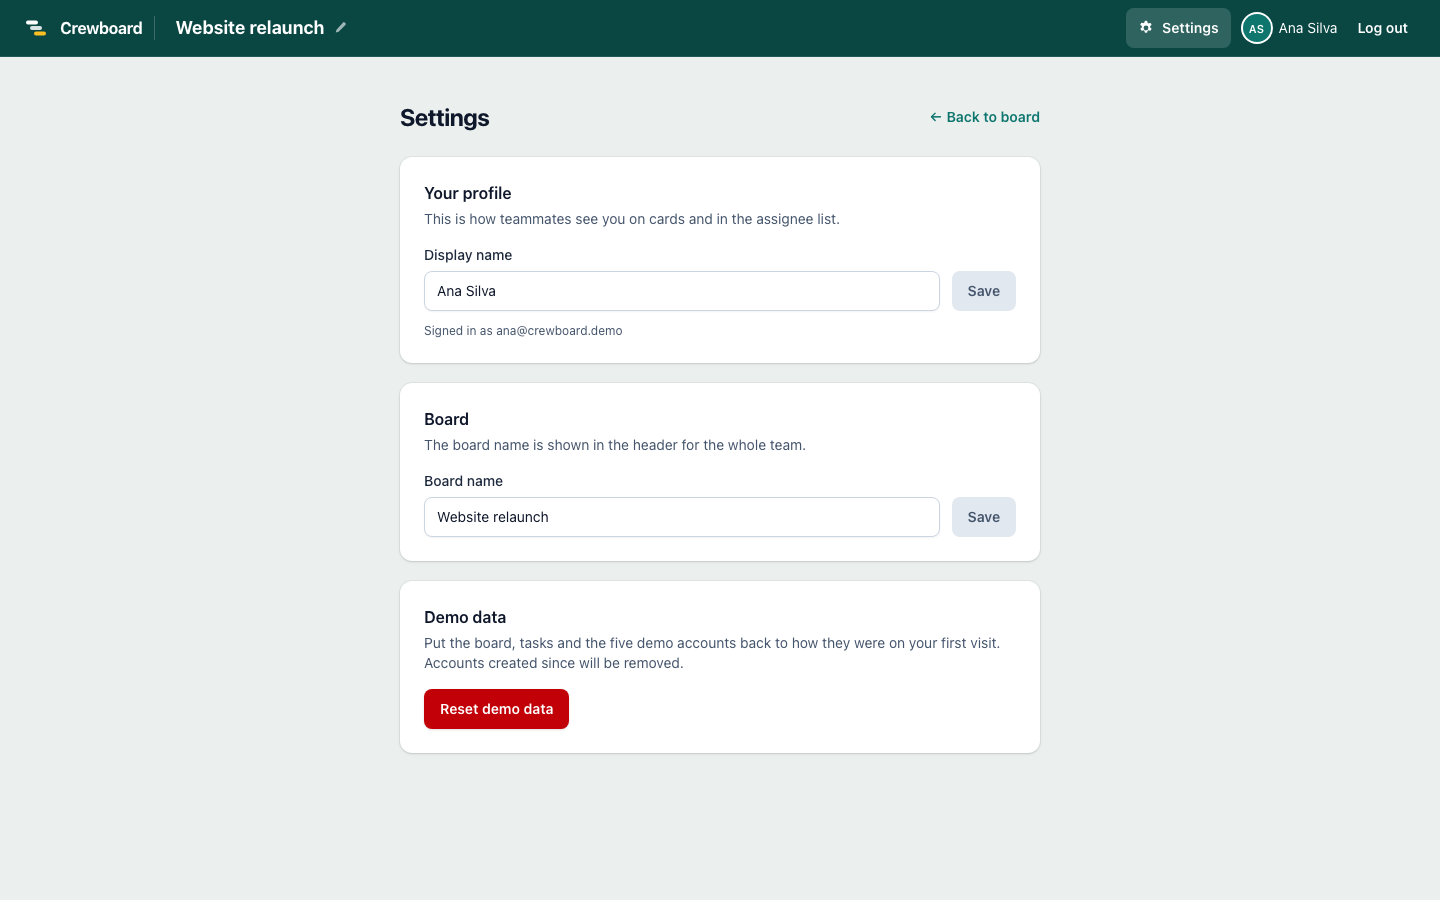 Crewboard
Website relaunch
Settings
AS
Ana Silva
Log out
Settings
← Back to board
Your profile
This is how teammates see you on cards and in the assignee list.
Display name
Ana Silva
Save
Signed in as ana@crewboard.demo
Board
The board name is shown in the header for the whole team.
Board name
Website relaunch
Save
Demo data
Put the board, tasks and the five demo accounts back to how they were on your first visit.
Accounts created since will be removed.
Reset demo data